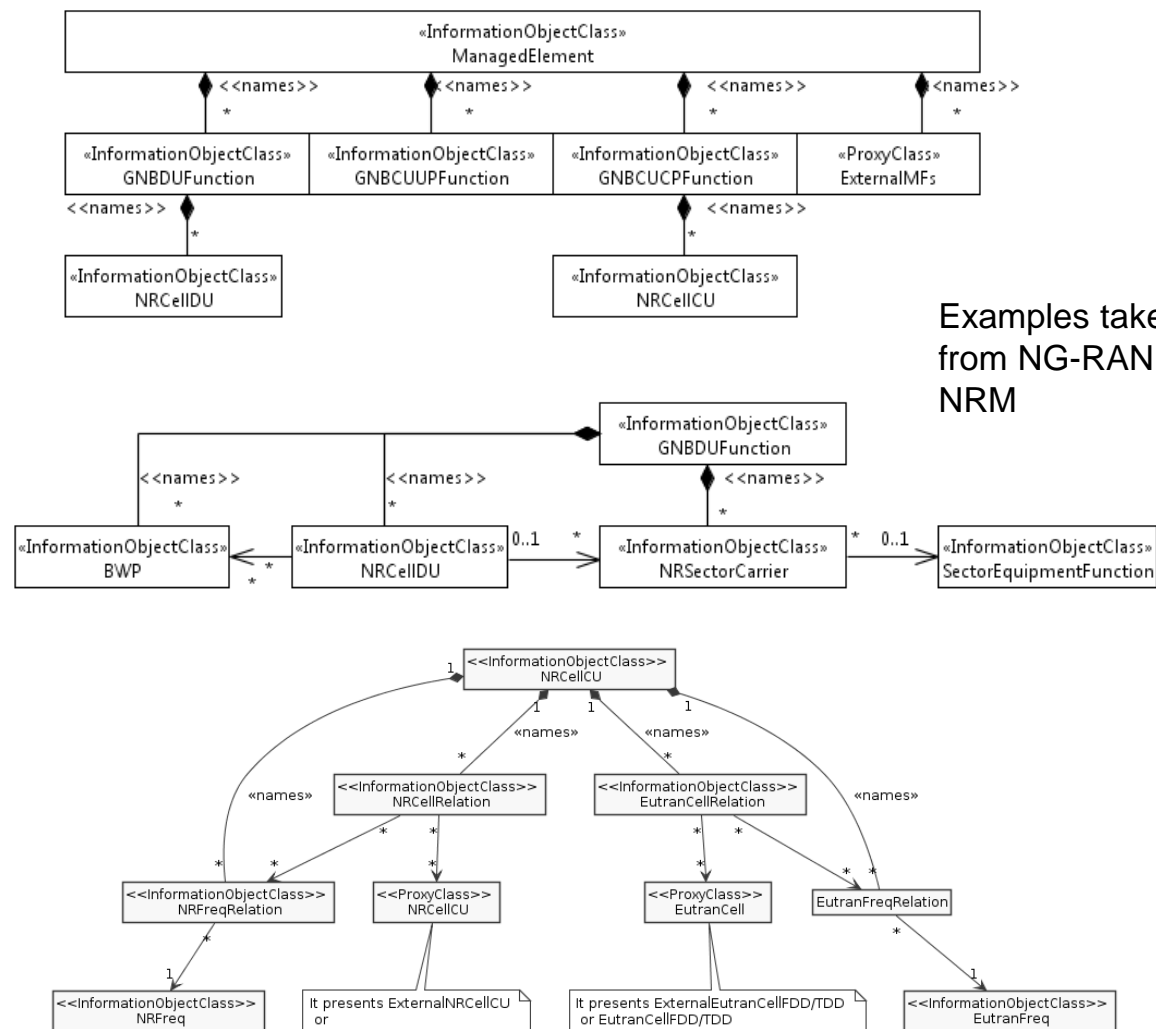 «InformationObjectClass»
ManagedElement
<<names>> <<names>> <<names>> <<names>>
* * * *
«InformationObjectClass» «InformationObjectClass» «InformationObjectClass» «ProxyClass»
GNBDUFunction GNBCUUPFunction GNBCUCPFunction ExternalMFs
<<names>> <<names>>
* *
«InformationObjectClass» «InformationObjectClass»
NRCellDU NRCellCU
Examples take
from NG-RAN
NRM
«InformationObjectClass»
GNBDUFunction
<<names>> <<names>> <<names>>
* * *
«InformationObjectClass» * * «InformationObjectClass» 0..1 * «InformationObjectClass» * 0..1 «InformationObjectClass»
BWP NRCellDU NRSectorCarrier SectorEquipmentFunction
<<InformationObjectClass>>
NRCellCU
1 1 1 1
«names» «names»
* *
<<InformationObjectClass>> <<InformationObjectClass>>
NRCellRelation EutranCellRelation
«names» «names»
* * * *
* * * * * *
<<InformationObjectClass>> <<ProxyClass>> <<ProxyClass>> EutranFreqRelation
NRFreqRelation NRCellCU EutranCell
* *
1 1
<<InformationObjectClass>> It presents ExternalNRCellCU It presents ExternalEutranCellFDD/TDD <<InformationObjectClass>>
NRFreq or or EutranCellFDD/TDD EutranFreq